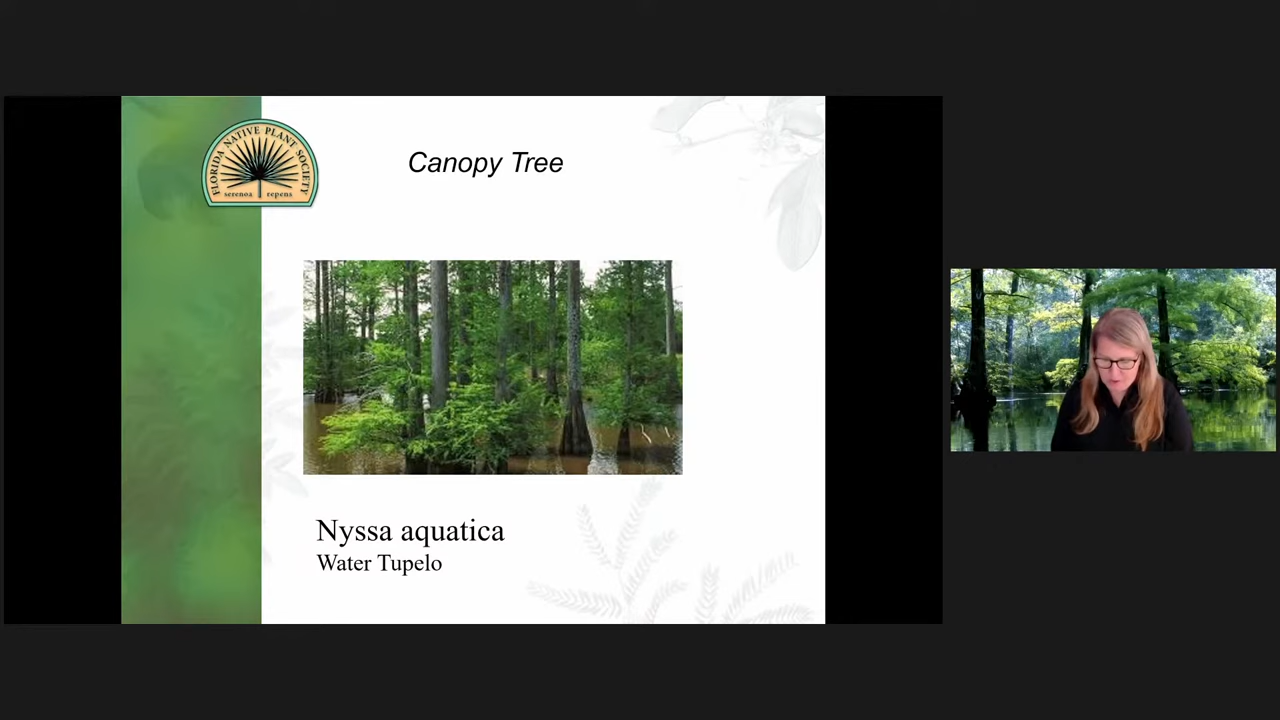 FLORIDA NATIVE PLANT SOCIETY
serenoa repens
Canopy Tree
Nyssa aquatica
Water Tupelo